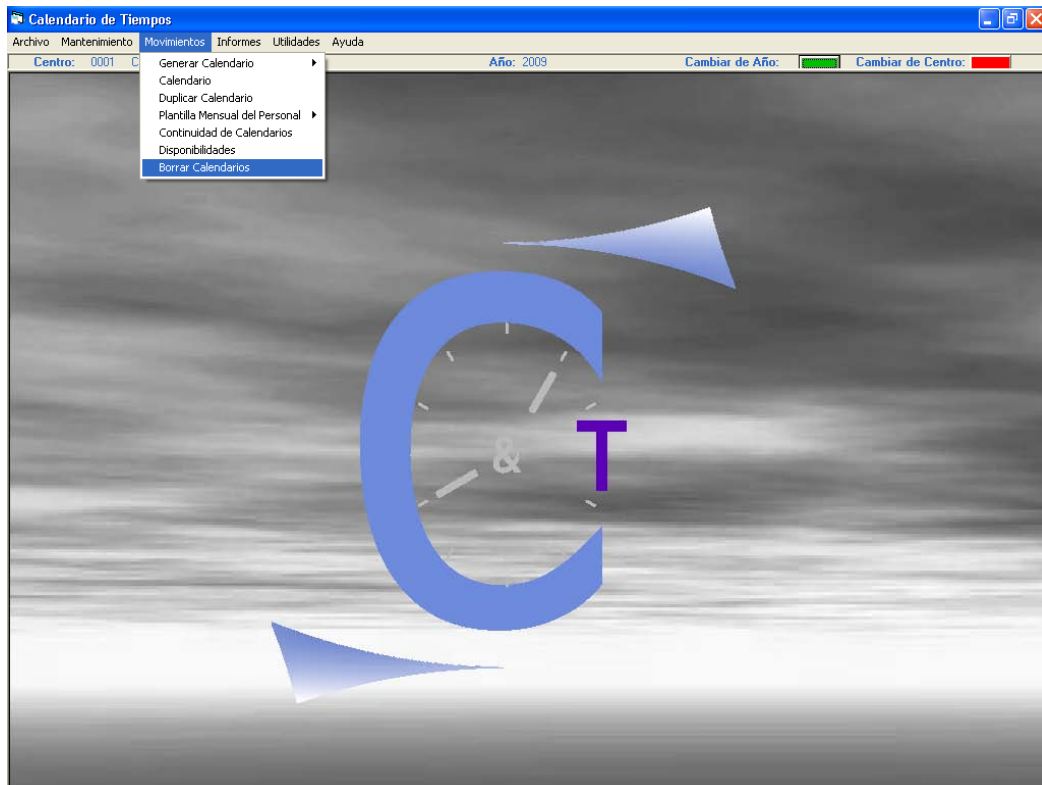 Calendario de Tiempos
Archivo Mantenimiento Movimientos Informes Utilidades Ayuda
Centro: 0001 C Año: 2009 Cambiar de Año: Cambiar de Centro:
Generar Calendario
Calendario
Duplicar Calendario
Plantilla Mensual del Personal
Continuidad de Calendarios
Disponibilidades
Borrar Calendarios
C & T